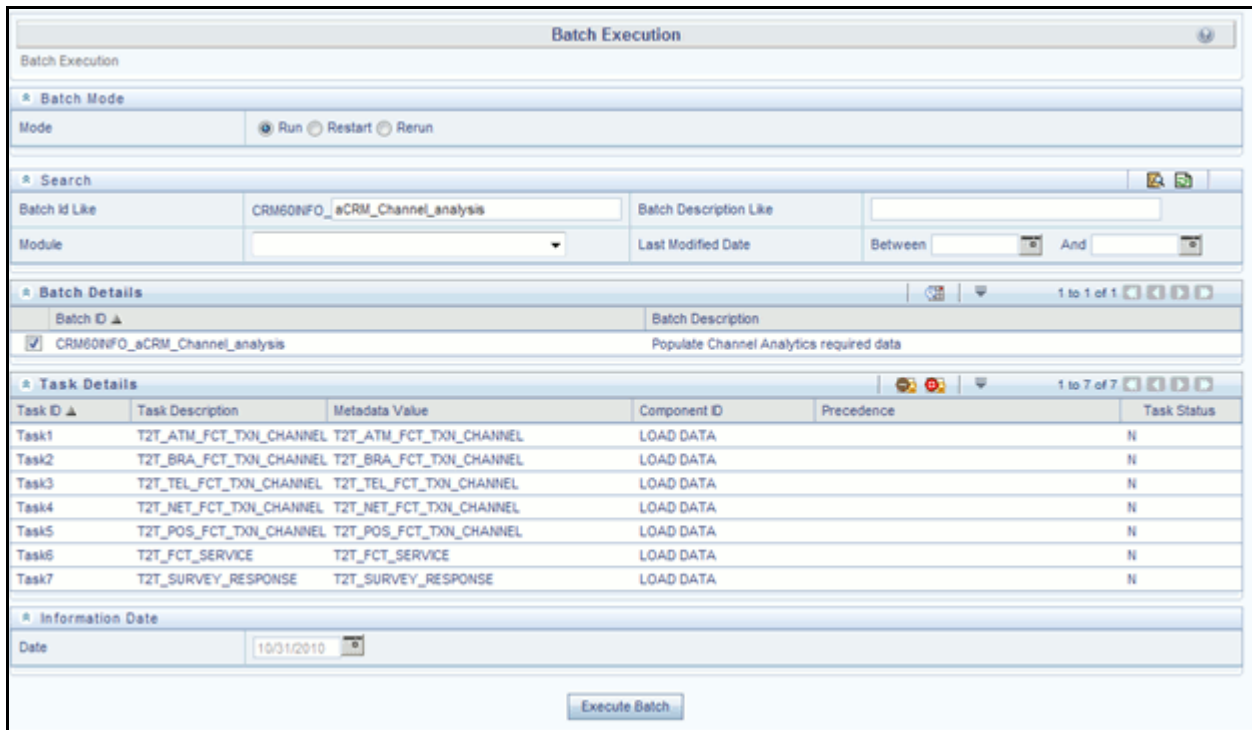 Batch Execution
Batch Execution
Batch Mode
Mode Run Restart Rerun
Search
Batch Id Like CRM60INFO_ aCRM_Channel_analysis Batch Description Like
Module Last Modified Date Between And
Batch Details 1 to 1 of 1
Batch ID Batch Description
CRM60INFO_aCRM_Channel_analysis Populate Channel Analytics required data
Task Details 1 to 7 of 7
Task ID Task Description Metadata Value Component ID Precedence Task Status
Task1 T2T_ATM_FCT_TXN_CHANNEL T2T_ATM_FCT_TXN_CHANNEL LOAD DATA N
Task2 T2T_BRA_FCT_TXN_CHANNEL T2T_BRA_FCT_TXN_CHANNEL LOAD DATA N
Task3 T2T_TEL_FCT_TXN_CHANNEL T2T_TEL_FCT_TXN_CHANNEL LOAD DATA N
Task4 T2T_NET_FCT_TXN_CHANNEL T2T_NET_FCT_TXN_CHANNEL LOAD DATA N
Task5 T2T_POS_FCT_TXN_CHANNEL T2T_POS_FCT_TXN_CHANNEL LOAD DATA N
Task6 T2T_FCT_SERVICE T2T_FCT_SERVICE LOAD DATA N
Task7 T2T_SURVEY_RESPONSE T2T_SURVEY_RESPONSE LOAD DATA N
Information Date
Date 10/31/2010
Execute Batch